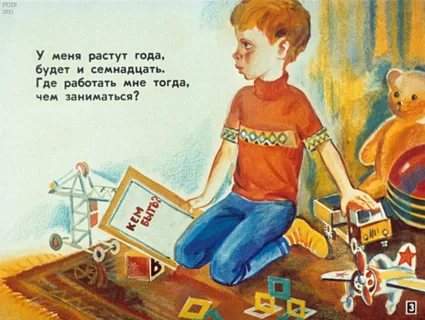 У меня растут года,
будет и семнадцать.
Где работать мне тогда,
чем заниматься?
КЕМ
БЫТЬ?
3